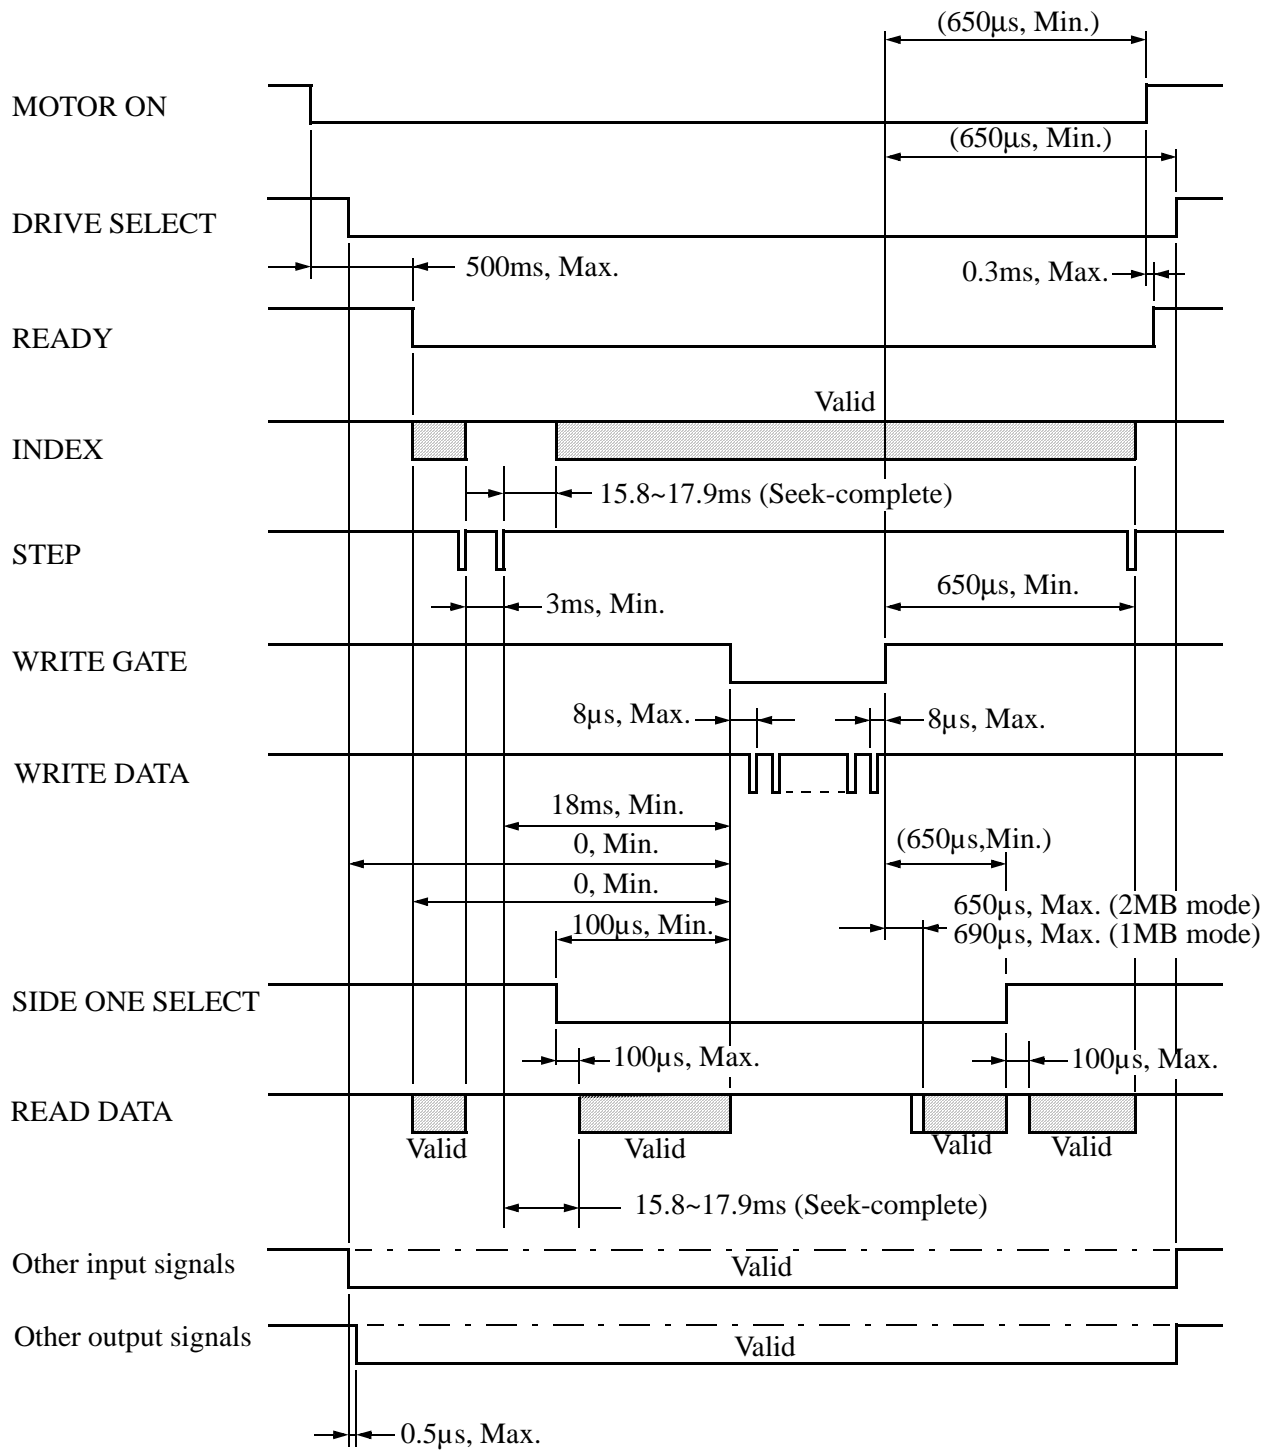 (650µs, Min.)
MOTOR ON
(650µs, Min.)
DRIVE SELECT
500ms, Max.
0.3ms, Max.
READY
Valid
INDEX
15.8~17.9ms (Seek-complete)
STEP
650µs, Min.
3ms, Min.
WRITE GATE
8µs, Max.
8µs, Max.
WRITE DATA
18ms, Min.
(650µs,Min.)
0, Min.
0, Min.
650µs, Max. (2MB mode)
100µs, Min.
690µs, Max. (1MB mode)
SIDE ONE SELECT
100µs, Max.
100µs, Max.
READ DATA
Valid
Valid
Valid
Valid
15.8~17.9ms (Seek-complete)
Other input signals
Valid
Other output signals
Valid
0.5µs, Max.